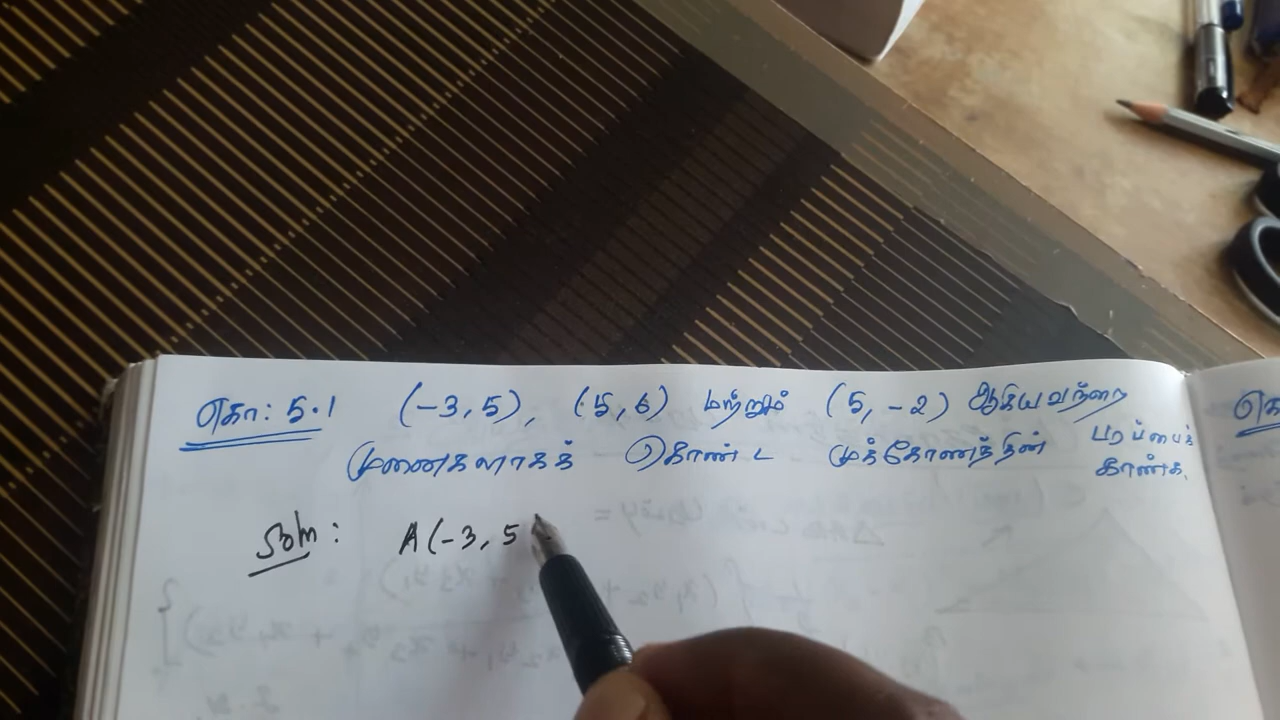 எகா: 5.1 (-3, 5), (5, 6) மற்றும் (5, -2) ஆகியவற்றை
முனைகளாகக் கொண்ட முக்கோணத்தின் பரப்பைக் காண்க.
Soln: A(-3, 5